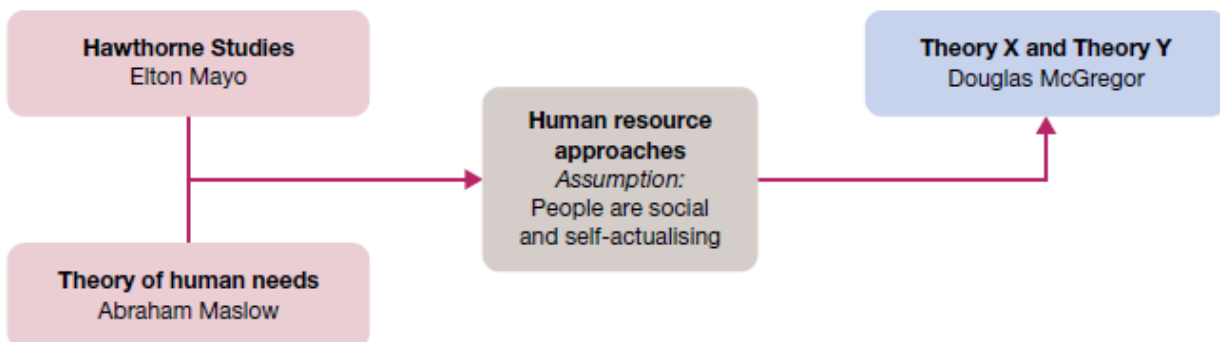 Hawthorne Studies
Elton Mayo
Theory of human needs
Abraham Maslow
Human resource
approaches
Assumption:
People are social
and self-actualising
Theory X and Theory Y
Douglas McGregor